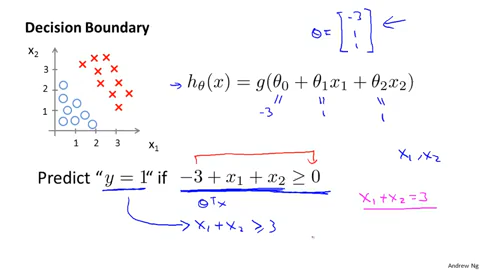 Decision Boundary
θ = [-3 1 1]
x₂
3
2
1
1 2 3 x₁
→ h_θ(x) = g(θ₀ + θ₁x₁ + θ₂x₂)
-3 1 1
x₁, x₂
Predict "y = 1" if -3 + x₁ + x₂ ≥ 0
θᵀx
x₁ + x₂ = 3
→ x₁ + x₂ ≥ 3
Andrew Ng